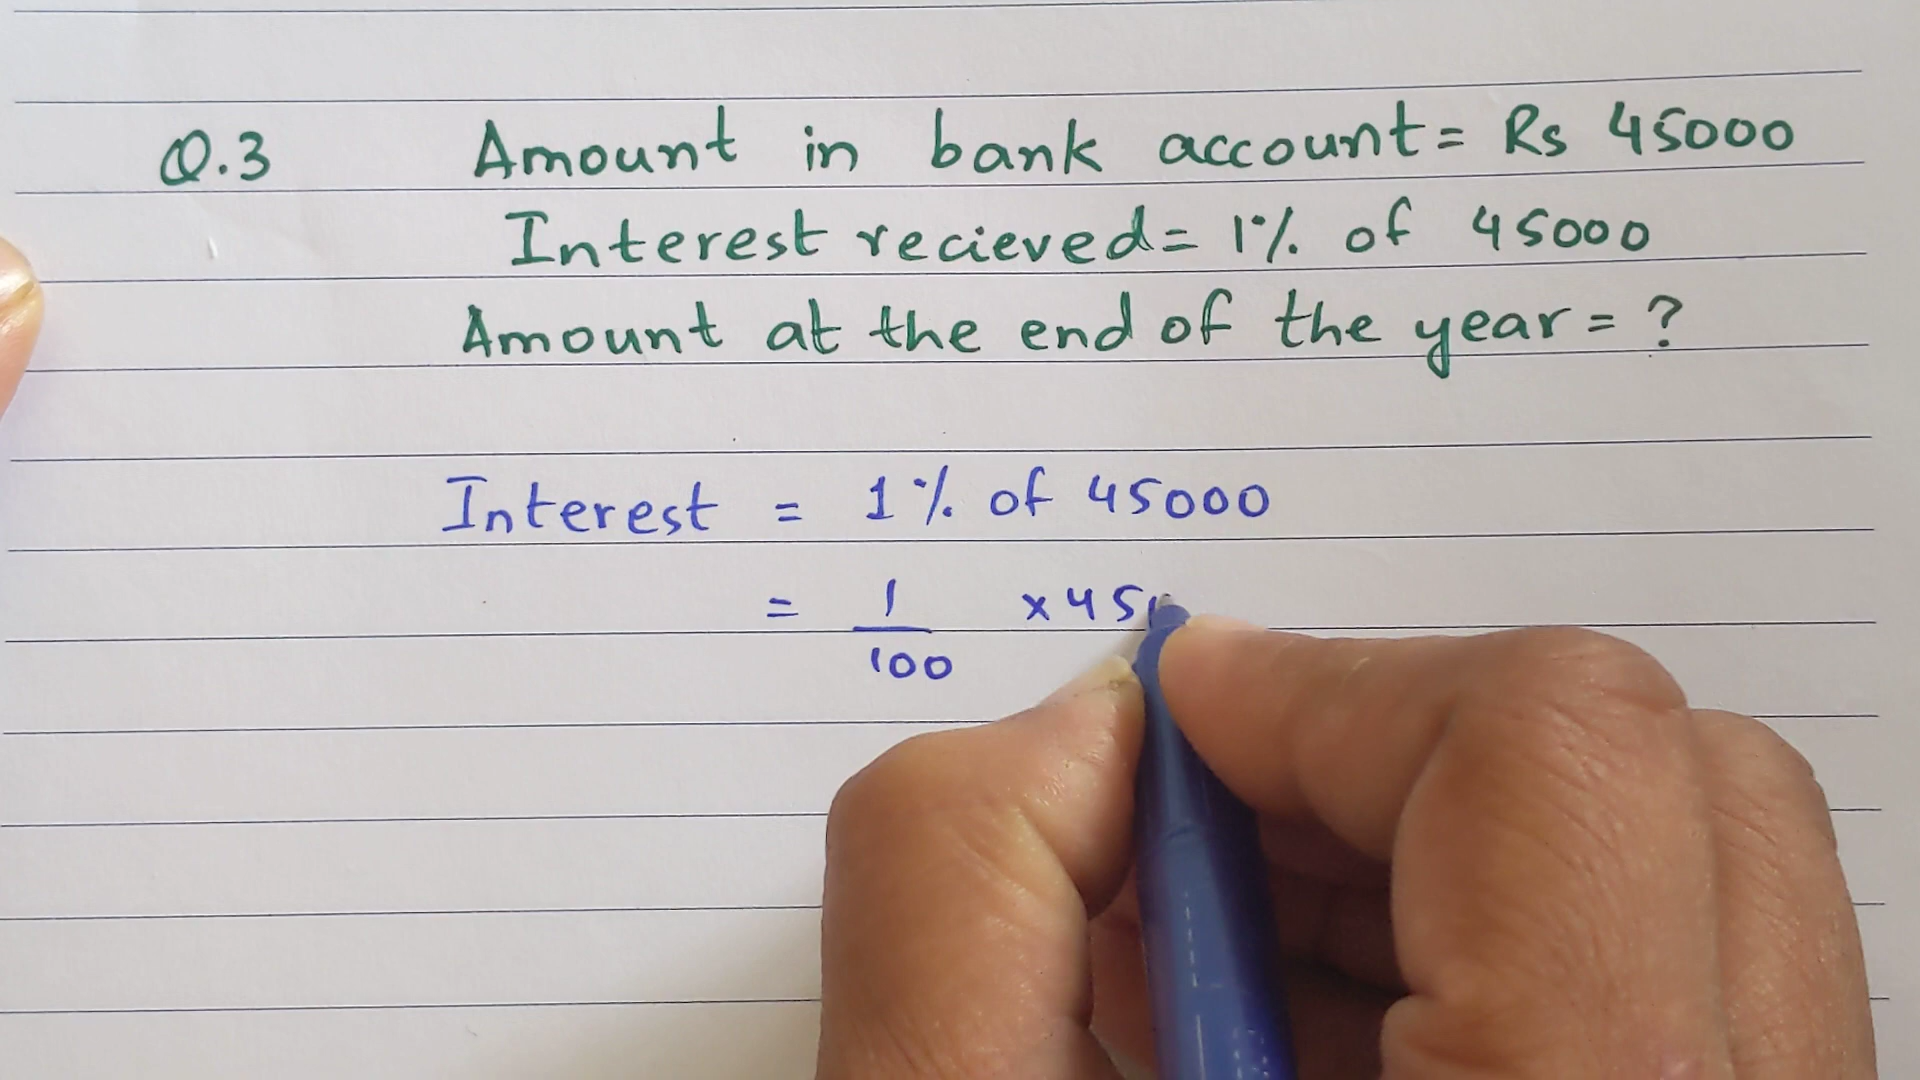 Q.3 Amount in bank account = Rs 45000
Interest recieved = 1% of 45000
Amount at the end of the year = ?
Interest = 1% of 45000
= 1/100 × 45